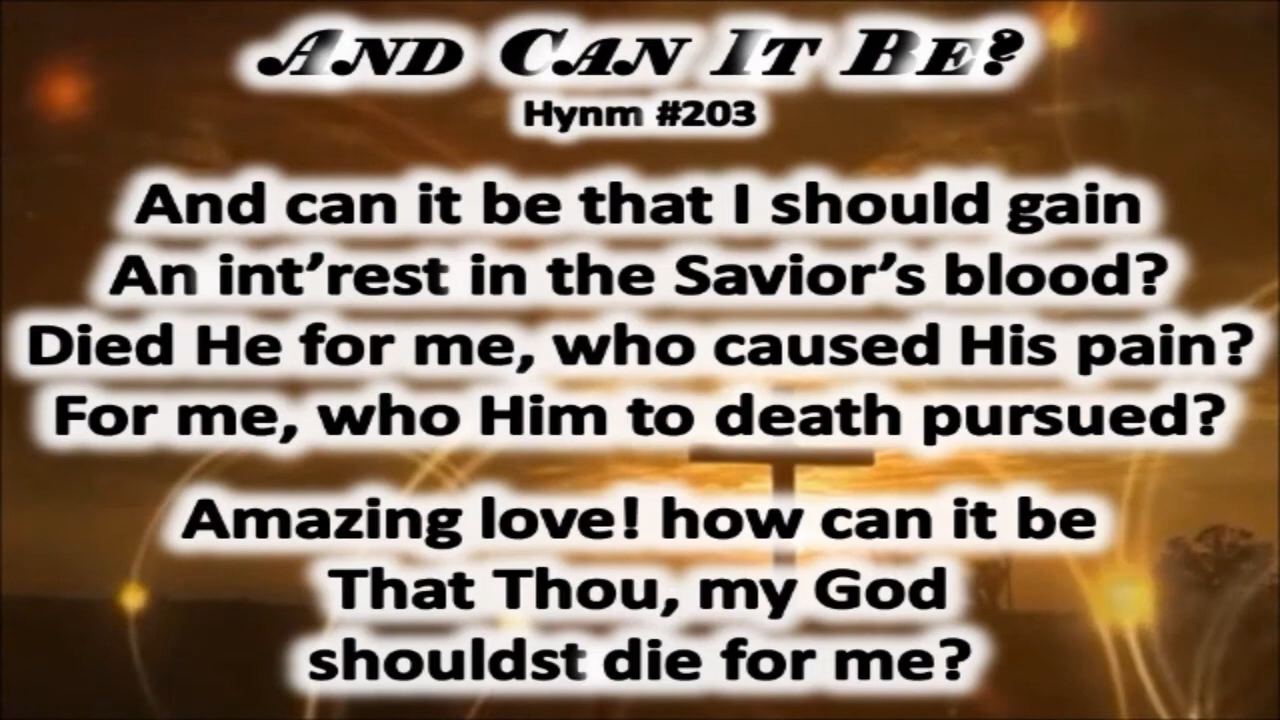 And Can It Be?
Hynm #203
And can it be that I should gain
An int’rest in the Savior’s blood?
Died He for me, who caused His pain?
For me, who Him to death pursued?
Amazing love! how can it be
That Thou, my God
shouldst die for me?